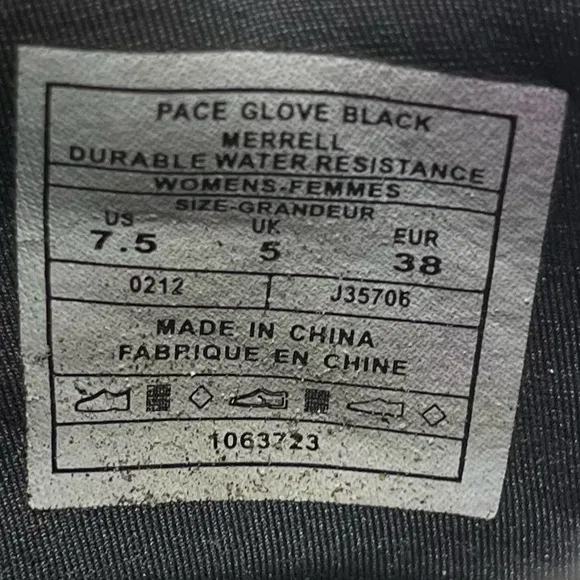 PACE GLOVE BLACK
MERRELL
DURABLE WATER RESISTANCE
WOMENS-FEMMES
SIZE-GRANDEUR
US UK EUR
7.5 5 38
0212 J35706
MADE IN CHINA
FABRIQUE EN CHINE
1063723